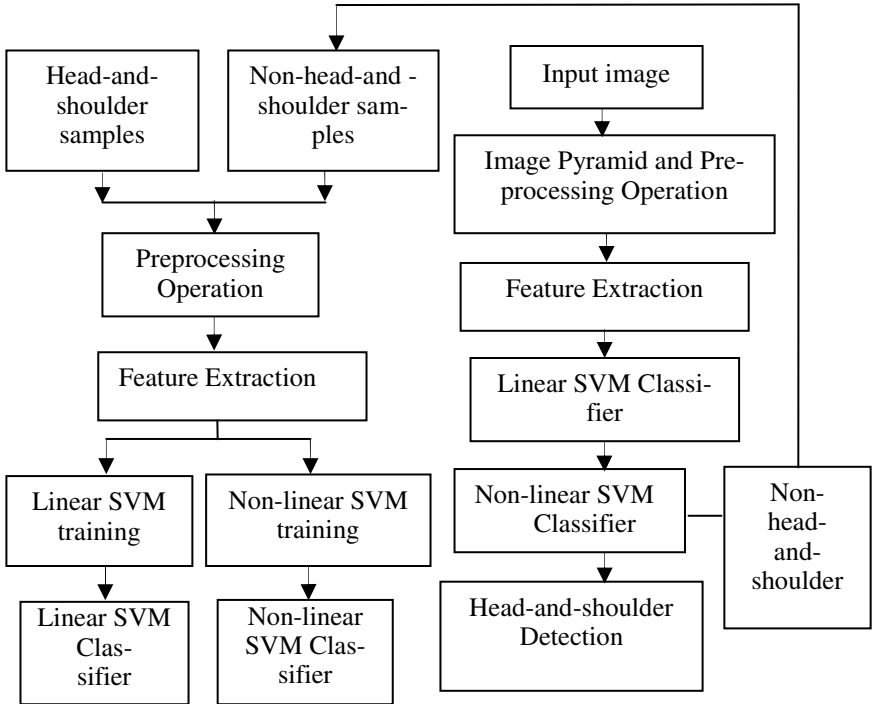 Head-and-
shoulder
samples
Non-head-and -
shoulder sam-
ples
Preprocessing
Operation
Feature Extraction
Linear SVM
training
Non-linear SVM
training
Linear SVM
Clas-
sifier
Non-linear
SVM Clas-
sifier
Input image
Image Pyramid and Pre-
processing Operation
Feature Extraction
Linear SVM Classi-
fier
Non-linear SVM
Classifier
Head-and-shoulder
Detection
Non-
head-
and-
shoulder